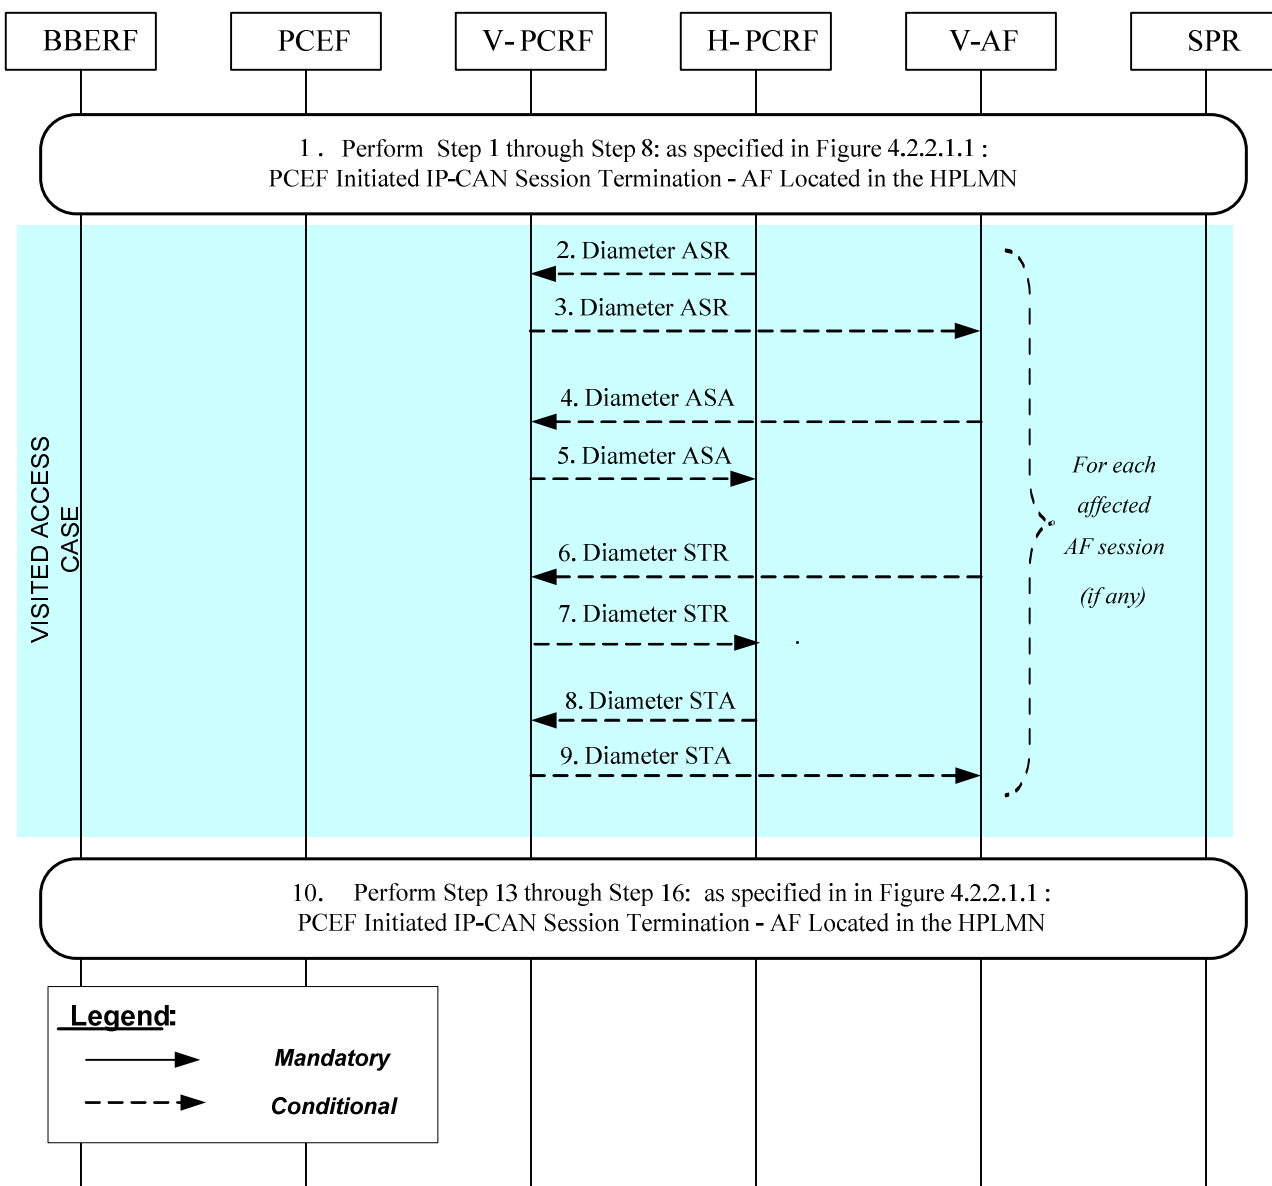 BBERF
PCEF
V-PCRF
H-PCRF
V-AF
SPR
1. Perform Step 1 through Step 8: as specified in Figure 4.2.2.1.1 :
PCEF Initiated IP-CAN Session Termination - AF Located in the HPLMN
2. Diameter ASR
3. Diameter ASR
4. Diameter ASA
5. Diameter ASA
6. Diameter STR
7. Diameter STR
8. Diameter STA
9. Diameter STA
VISITED ACCESS
CASE
For each
affected
AF session
(if any)
10. Perform Step 13 through Step 16: as specified in in Figure 4.2.2.1.1 :
PCEF Initiated IP-CAN Session Termination - AF Located in the HPLMN
Legend:
Mandatory
Conditional